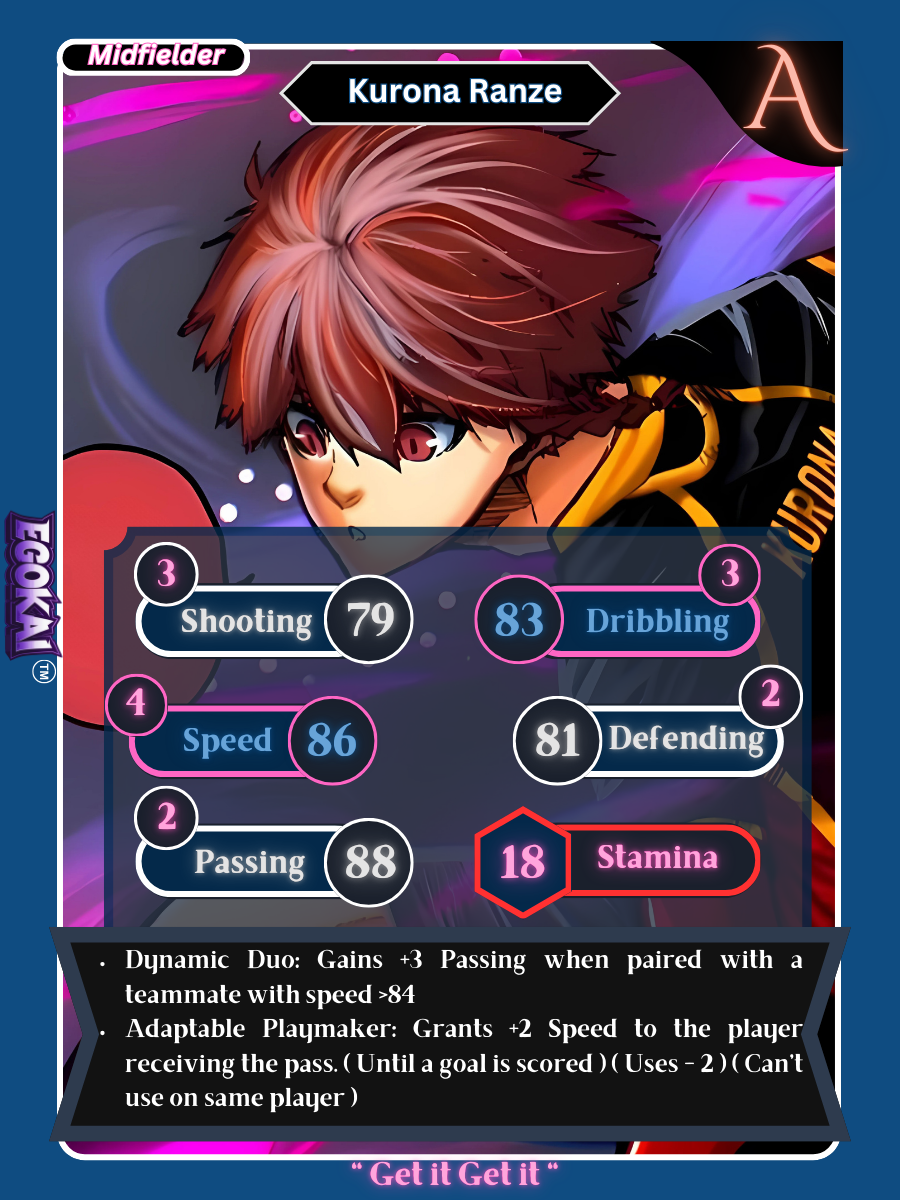 Midfielder
Kurona Ranze
A
KURONA
EGOKAI
TM
3
Shooting 79
3
83 Dribbling
4
Speed 86
2
81 Defending
2
Passing 88
18 Stamina
• Dynamic Duo: Gains +3 Passing when paired with a
teammate with speed >84
• Adaptable Playmaker: Grants +2 Speed to the player
receiving the pass. ( Until a goal is scored ) ( Uses - 2 ) ( Can't
use on same player )
“ Get it Get it “